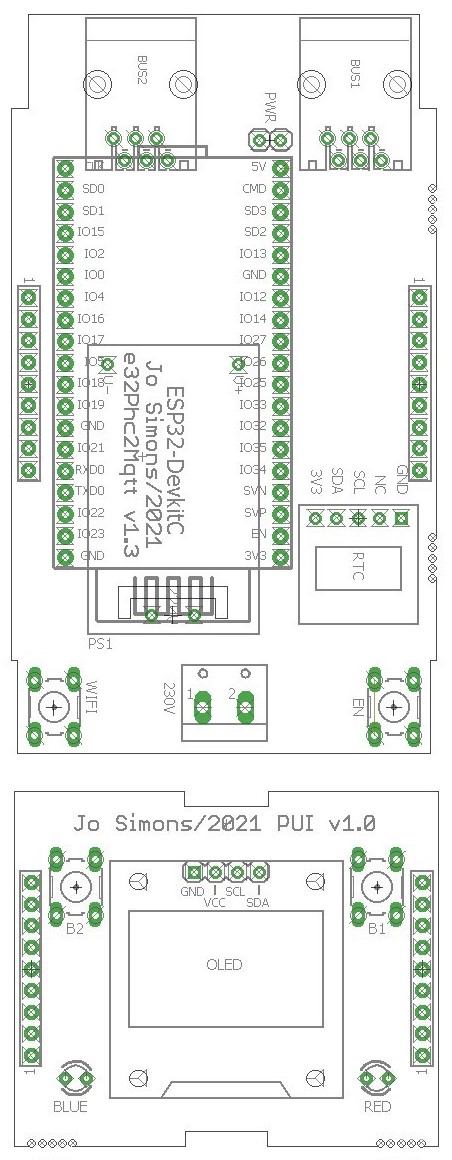 BUS2
BUS1
PWR
5V
SD0 CMD
SD1 SD3
IO15 SD2
IO2 IO13
IO0 GND
IO4 IO12
IO16 IO14
IO17 IO27
IO5 IO26
IO18 IO25
IO19 IO33
GND IO32
IO21 IO35
RXD0 IO34
TXD0 SVN
IO22 SVP
IO23 EN
GND 3V3
1
1
ESP32-DevkitC
Jo Simons/2021
e32Phc2Mqtt v1.3
3V3
SDA
SCL
NC
GND
RTC
PS1
WIFI
230V
1 2
EN
Jo Simons/2021 PUI v1.0
GND SCL
VCC SDA
B2 B1
OLED
1 1
BLUE RED